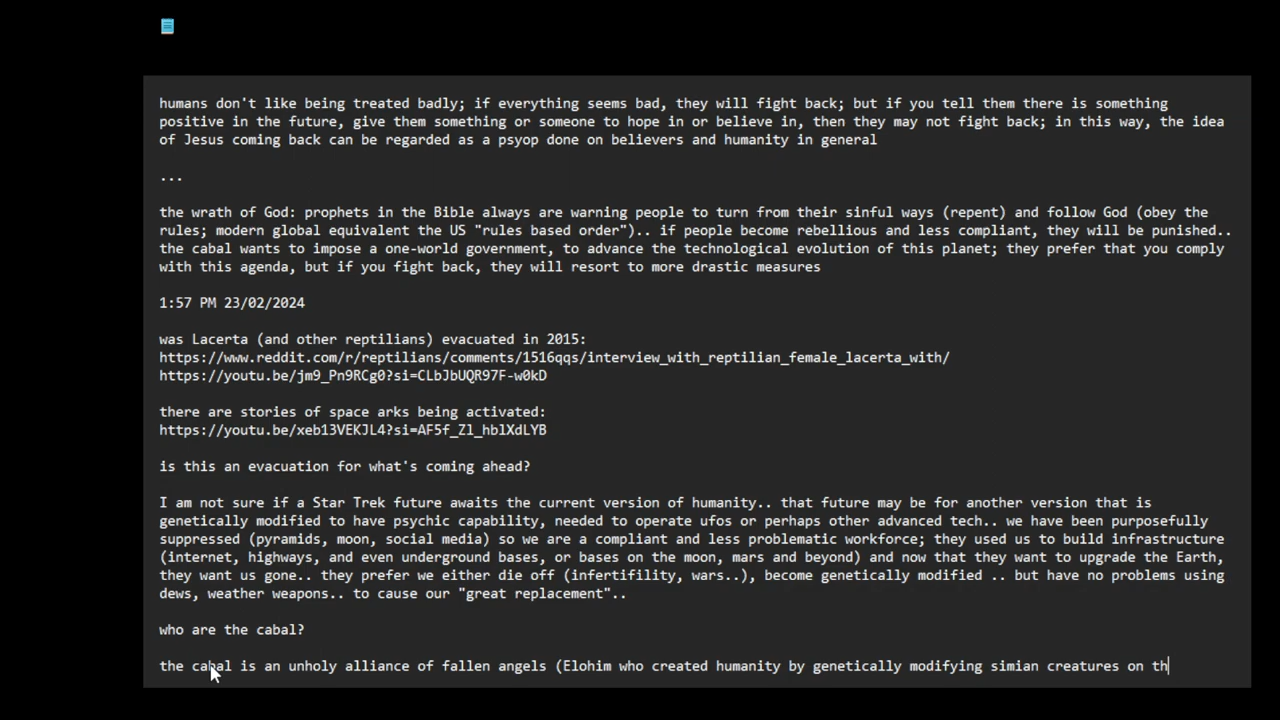 humans don't like being treated badly; if everything seems bad, they will fight back; but if you tell them there is something
positive in the future, give them something or someone to hope in or believe in, then they may not fight back; in this way, the idea
of Jesus coming back can be regarded as a psyop done on believers and humanity in general
...
the wrath of God: prophets in the Bible always are warning people to turn from their sinful ways (repent) and follow God (obey the
rules; modern global equivalent the US "rules based order").. if people become rebellious and less compliant, they will be punished..
the cabal wants to impose a one-world government, to advance the technological evolution of this planet; they prefer that you comply
with this agenda, but if you fight back, they will resort to more drastic measures
1:57 PM 23/02/2024
was Lacerta (and other reptilians) evacuated in 2015:
https://www.reddit.com/r/reptilians/comments/1516qqs/interview_with_reptilian_female_lacerta_with/
https://youtu.be/jm9_Pn9RCg0?si=CLbJbUQR97F-w0kD
there are stories of space arks being activated:
https://youtu.be/xeb13VEKJL4?si=AF5f_Zl_hblXdLYB
is this an evacuation for what's coming ahead?
I am not sure if a Star Trek future awaits the current version of humanity.. that future may be for another version that is
genetically modified to have psychic capability, needed to operate ufos or perhaps other advanced tech.. we have been purposefully
suppressed (pyramids, moon, social media) so we are a compliant and less problematic workforce; they used us to build infrastructure
(internet, highways, and even underground bases, or bases on the moon, mars and beyond) and now that they want to upgrade the Earth,
they want us gone.. they prefer we either die off (infertifility, wars..), become genetically modified .. but have no problems using
dews, weather weapons.. to cause our "great replacement"..
who are the cabal?
the cabal is an unholy alliance of fallen angels (Elohim who created humanity by genetically modifying simian creatures on th